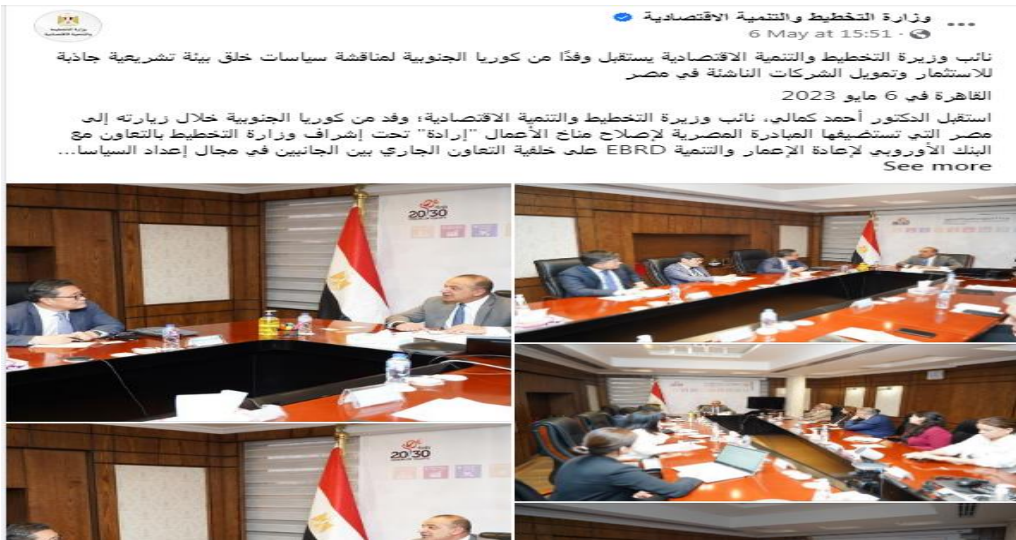 وزارة التخطيط والتنمية الاقتصادية
6 May at 15:51
نائب وزيرة التخطيط والتنمية الاقتصادية يستقبل وفدًا من كوريا الجنوبية لمناقشة سياسات خلق بيئة تشريعية جاذبة
للاستثمار وتمويل الشركات الناشئة في مصر
القاهرة في 6 مايو 2023
استقبل الدكتور أحمد كمالي، نائب وزيرة التخطيط والتنمية الاقتصادية؛ وفد من كوريا الجنوبية خلال زيارته إلى
مصر التي تستضيفها المبادرة المصرية لإصلاح مناخ الأعمال "إرادة" تحت إشراف وزارة التخطيط بالتعاون مع
البنك الأوروبي لإعادة الإعمار والتنمية EBRD على خلفية التعاون الجاري بين الجانبين في مجال إعداد السياسا...
See more
20 30
20 30